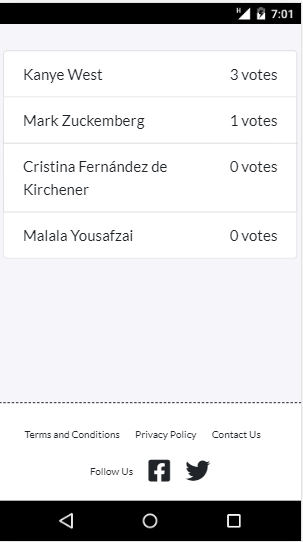 H 7:01
Kanye West 3 votes
Mark Zuckemberg 1 votes
Cristina Fernández de 0 votes
Kirchener
Malala Yousafzai 0 votes
Terms and Conditions Privacy Policy Contact Us
Follow Us